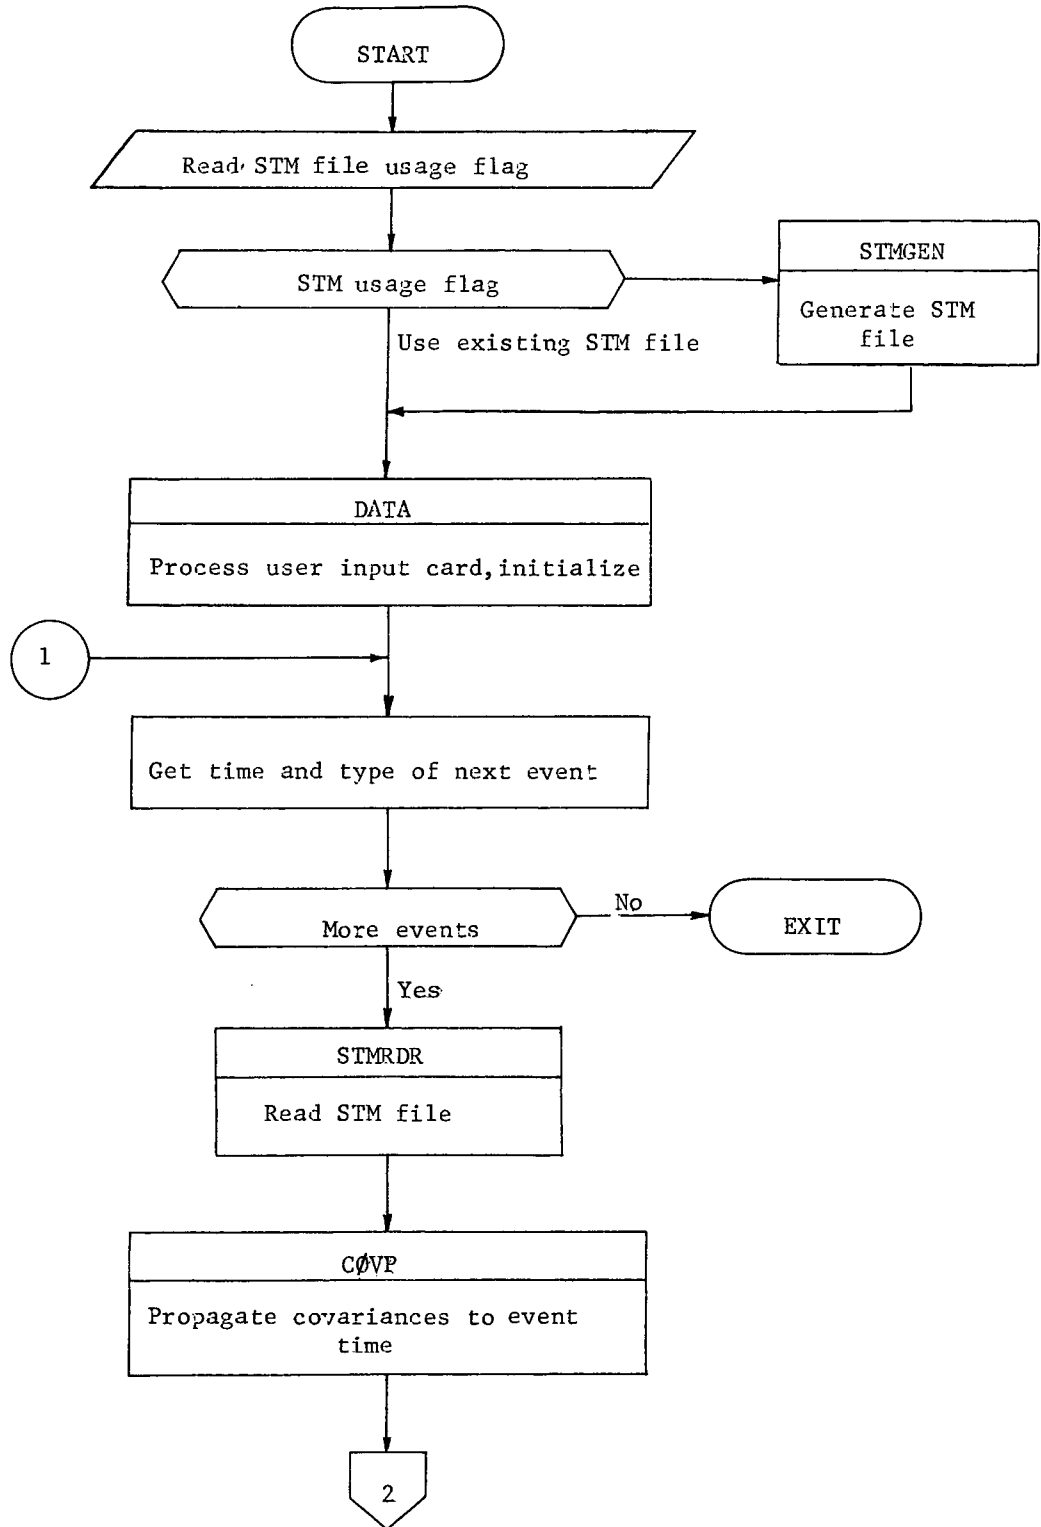 START
Read STM file usage flag
STM usage flag
STMGEN
Generate STM
file
Use existing STM file
DATA
Process user input card, initialize
1
Get time and type of next event
More events
No
EXIT
Yes
STMRDR
Read STM file
CØVP
Propagate covariances to event
time
2